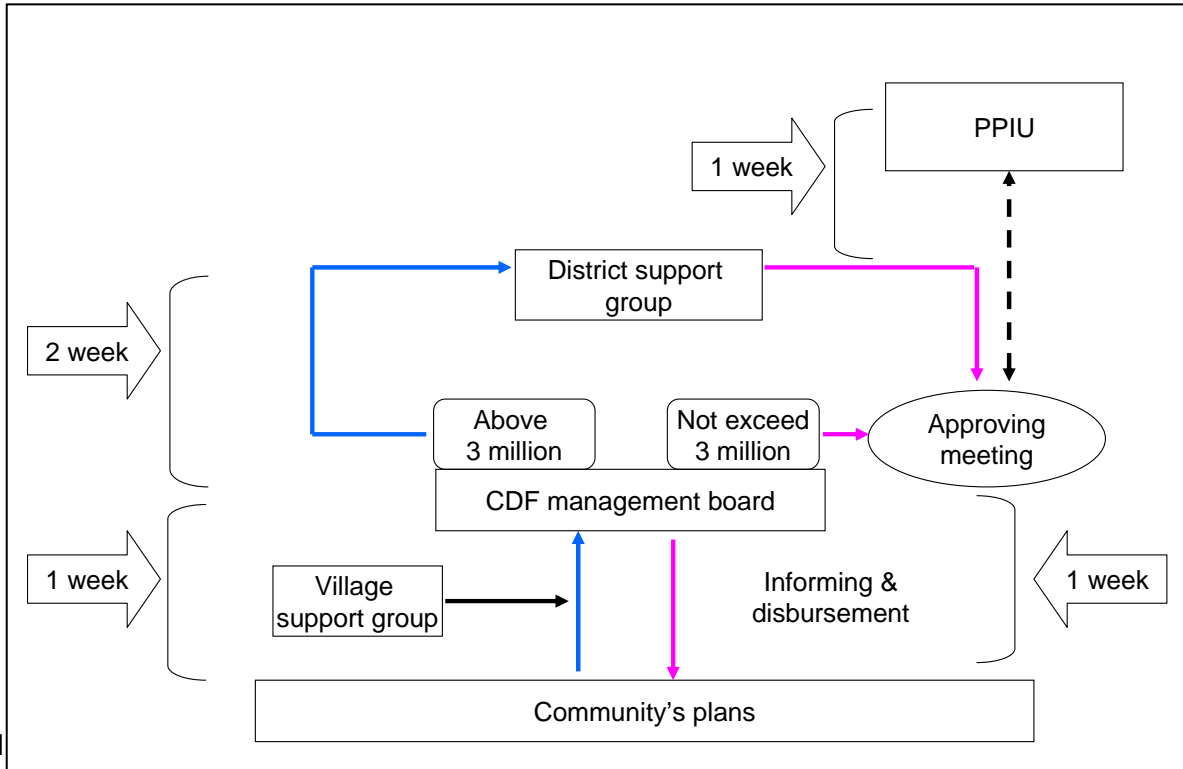 PPIU
1 week
District support
group
2 week
Above
3 million
Not exceed
3 million
Approving
meeting
CDF management board
1 week
Village
support group
Informing &
disbursement
1 week
Community’s plans